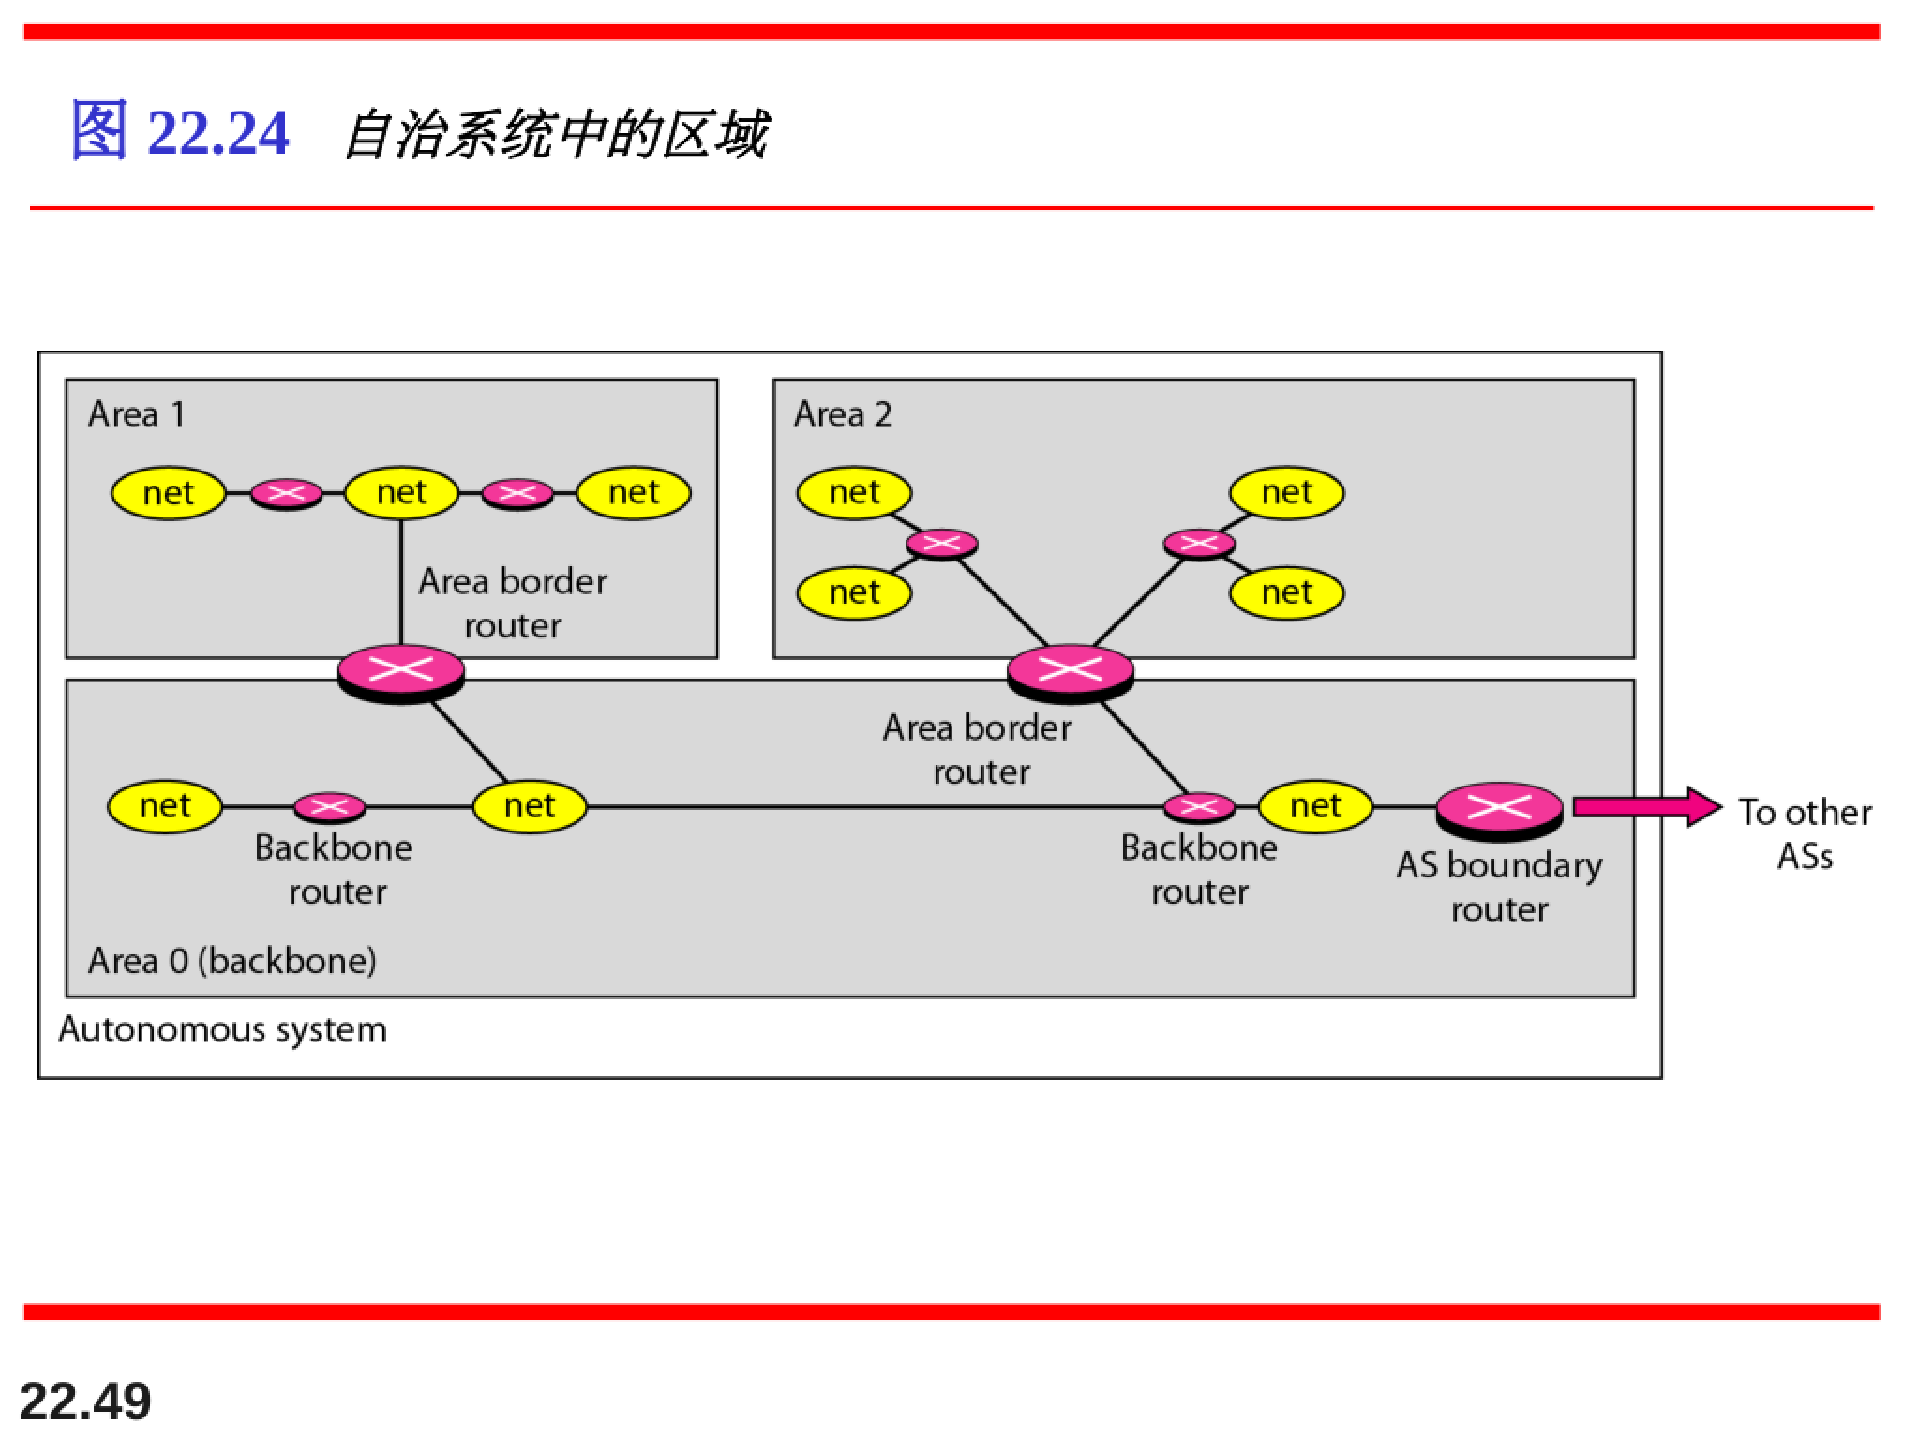 图 22.24 自治系统中的区域
Area 1
net
net
net
Area border
router
Area 2
net
net
net
net
Area border
router
net
Backbone
router
net
Backbone
router
net
AS boundary
router
To other
ASs
Area 0 (backbone)
Autonomous system
22.49